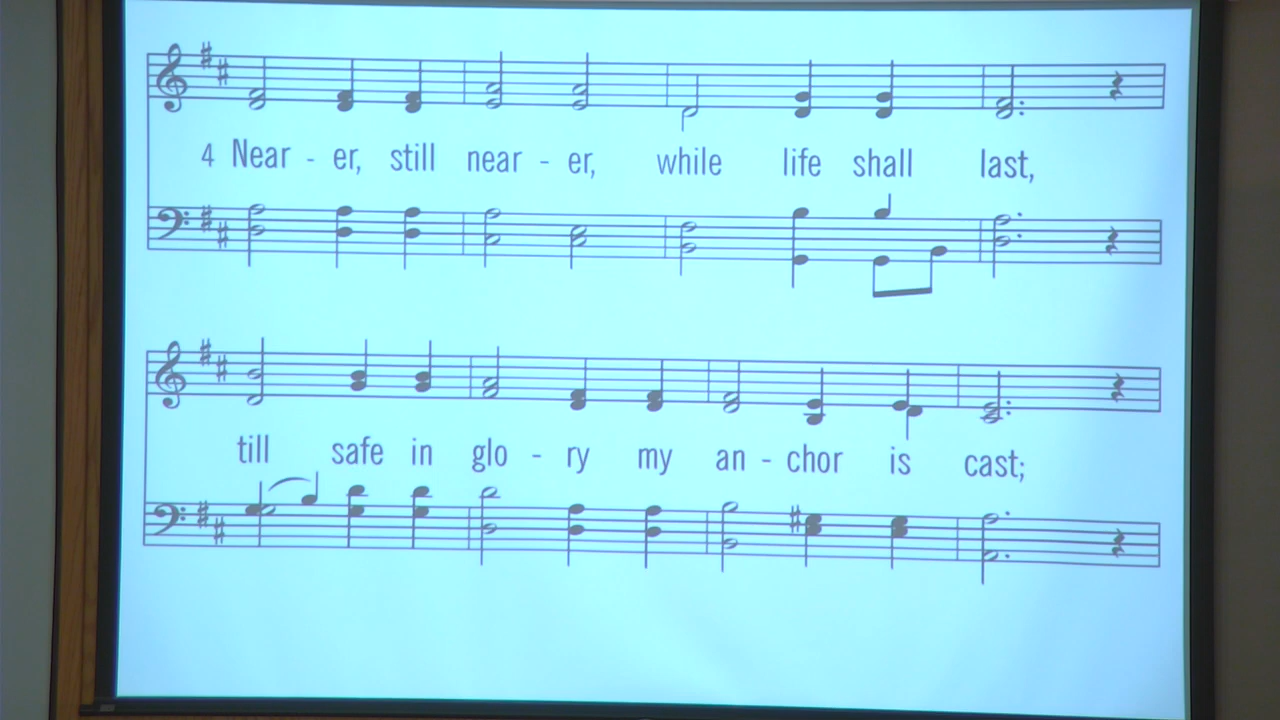 4 Near - er, still near - er, while life shall last,
till safe in glo - ry my an - chor is cast;